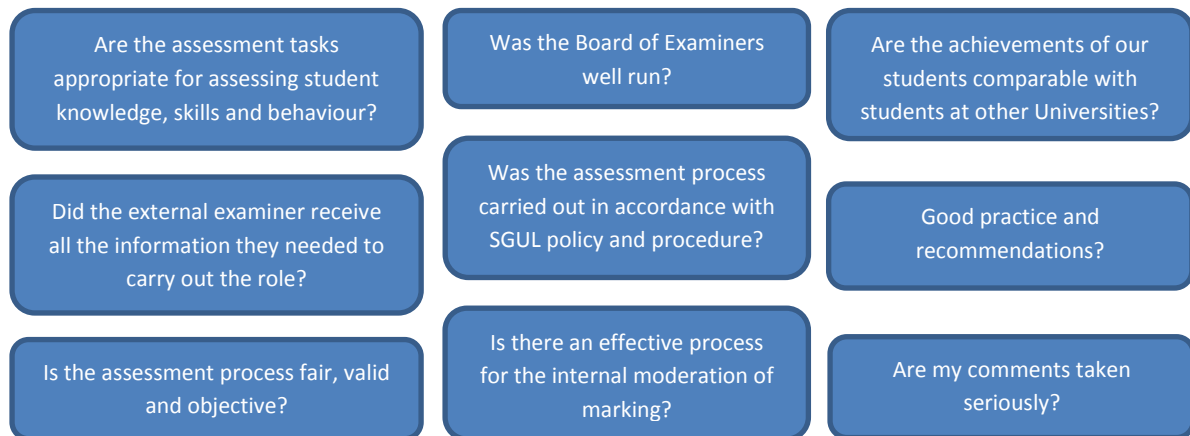 Are the assessment tasks
appropriate for assessing student
knowledge, skills and behaviour?
Did the external examiner receive
all the information they needed to
carry out the role?
Is the assessment process fair, valid
and objective?
Was the Board of Examiners
well run?
Was the assessment process
carried out in accordance with
SGUL policy and procedure?
Is there an effective process
for the internal moderation of
marking?
Are the achievements of our
students comparable with
students at other Universities?
Good practice and
recommendations?
Are my comments taken
seriously?